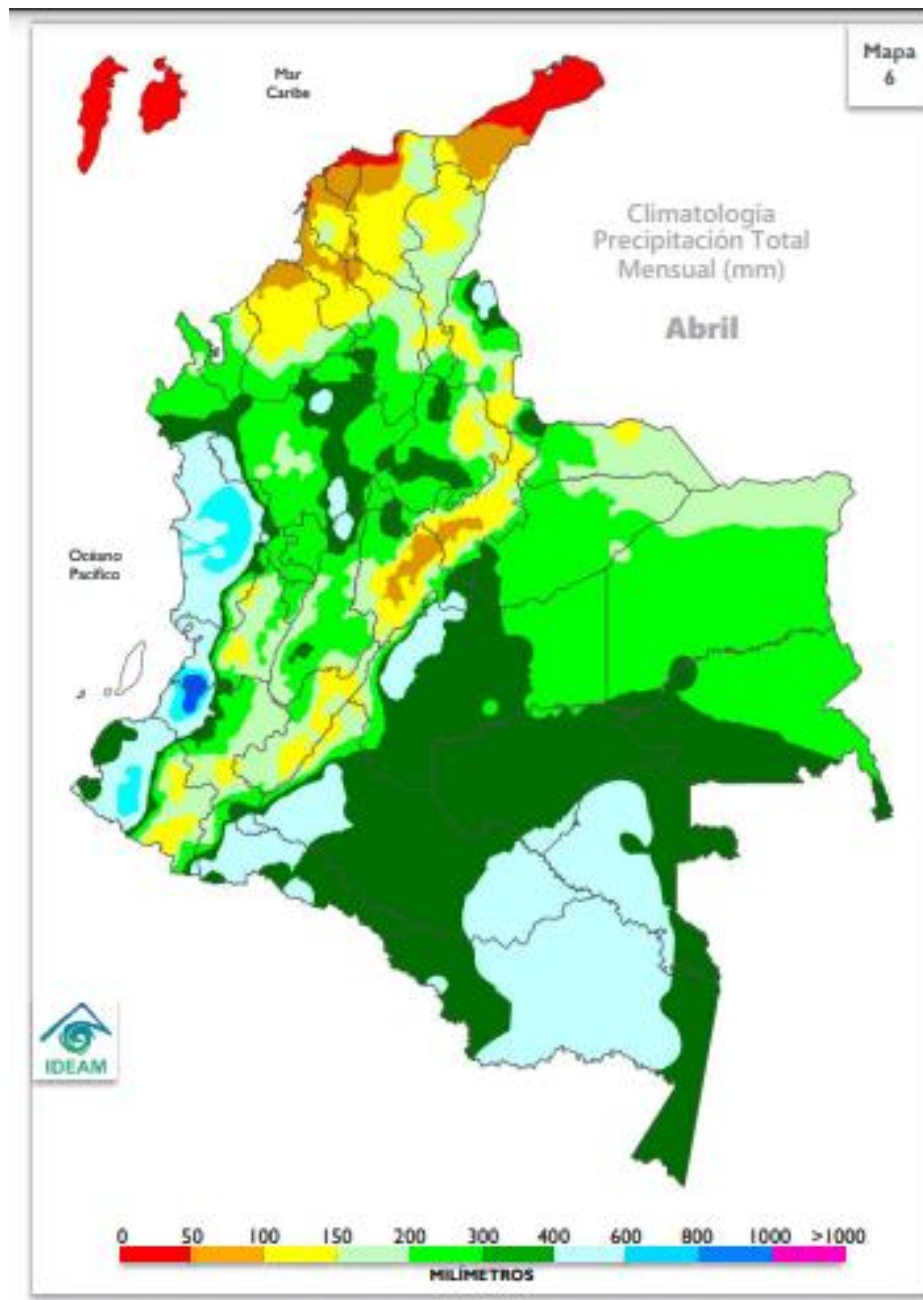 Mapa
6
Mar
Caribe
Climatología
Precipitación Total
Mensual (mm)
Abril
Océano
Pacífico
IDEAM
0 50 100 150 200 300 400 600 800 1000 >1000
MILÍMETROS